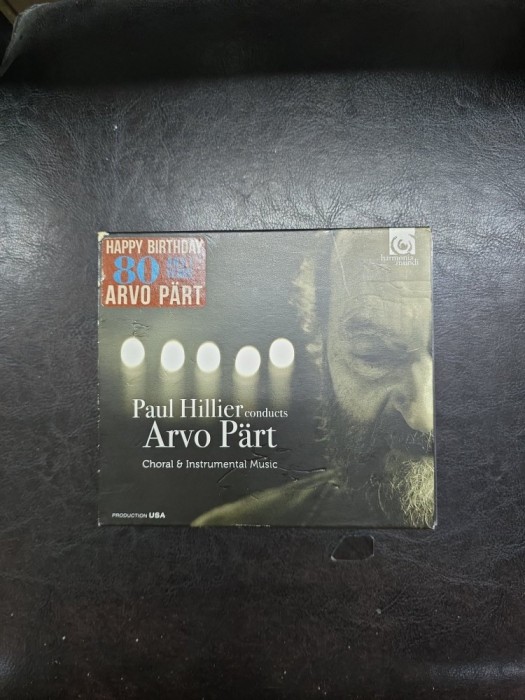 HAPPY BIRTHDAY
80
ARVO PÄRT
harmonia
mundi
Paul Hillier conducts
Arvo Pärt
Choral & Instrumental Music
PRODUCTION USA